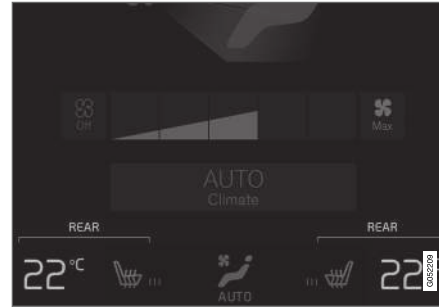 Off
Max
AUTO
Climate
REAR
REAR
22°C
22
AUTO
G052209